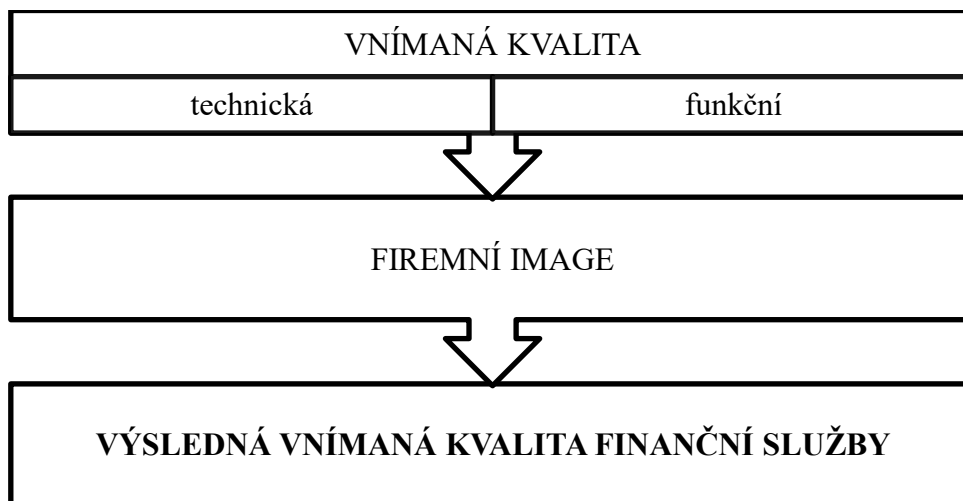 VNÍMANÁ KVALITA
technická
funkční
FIREMNÍ IMAGE
VÝSLEDNÁ VNÍMANÁ KVALITA FINANČNÍ SLUŽBY